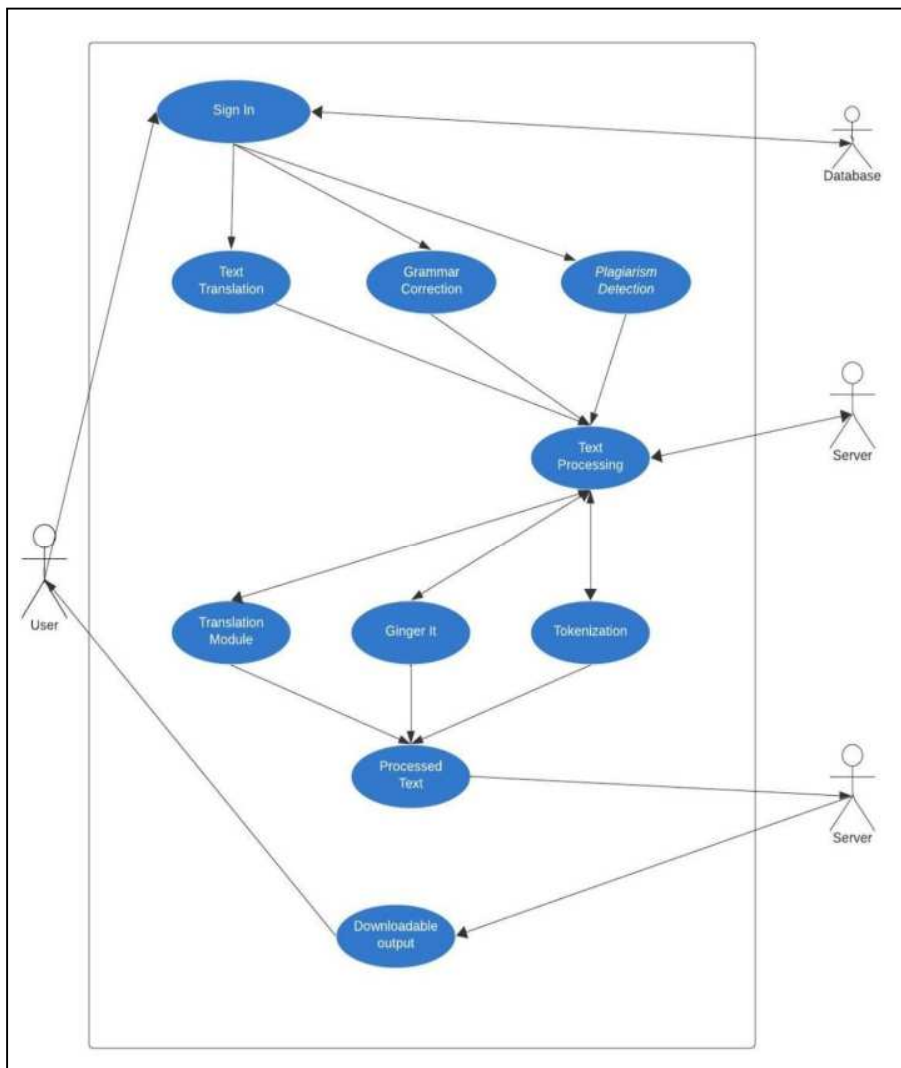 Sign In
Database
Text
Translation
Grammar
Correction
Plagiarism
Detection
Text
Processing
Server
User
Translation
Module
Ginger It
Tokenization
Processed
Text
Server
Downloadable
output